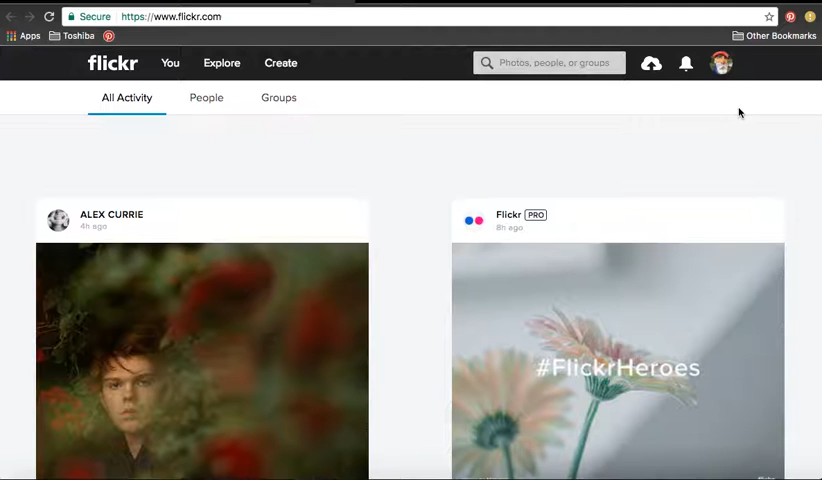 Secure https://www.flickr.com
Apps Toshiba Other Bookmarks
flickr You Explore Create Photos, people, or groups
All Activity People Groups
ALEX CURRIE
4h ago
Flickr PRO
8h ago
#FlickrHeroes